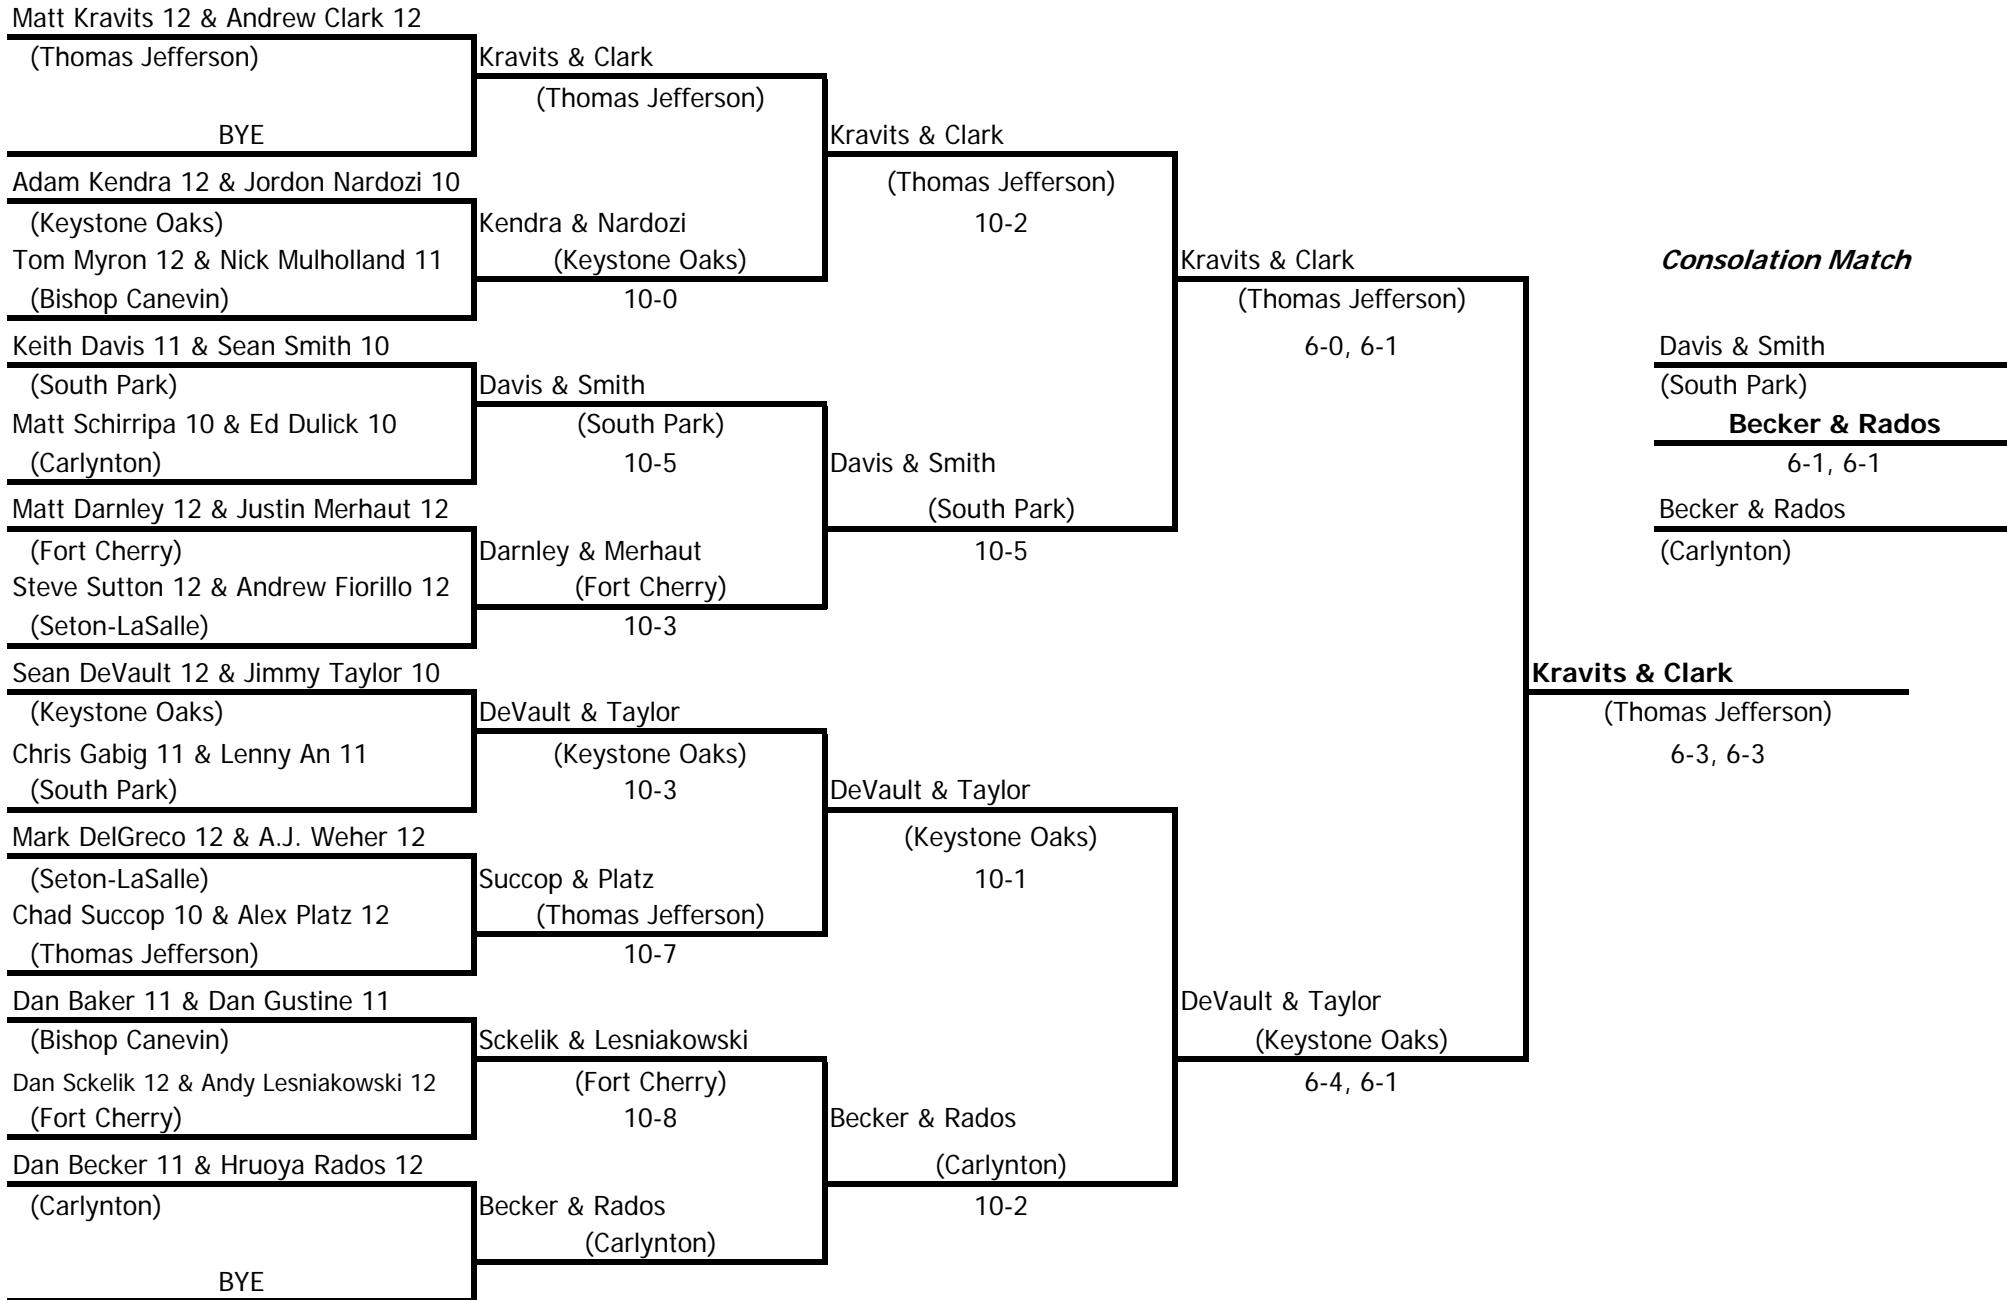 Matt Kravits 12 & Andrew Clark 12
(Thomas Jefferson)
BYE
Adam Kendra 12 & Jordon Nardozi 10
(Keystone Oaks)
Tom Myron 12 & Nick Mulholland 11
(Bishop Canevin)
Keith Davis 11 & Sean Smith 10
(South Park)
Matt Schirripa 10 & Ed Dulick 10
(Carlynton)
Matt Darnley 12 & Justin Merhaut 12
(Fort Cherry)
Steve Sutton 12 & Andrew Fiorillo 12
(Seton-LaSalle)
Sean DeVault 12 & Jimmy Taylor 10
(Keystone Oaks)
Chris Gabig 11 & Lenny An 11
(South Park)
Mark DelGreco 12 & A.J. Weher 12
(Seton-LaSalle)
Chad Succop 10 & Alex Platz 12
(Thomas Jefferson)
Dan Baker 11 & Dan Gustine 11
(Bishop Canevin)
Dan Sckelik 12 & Andy Lesniakowski 12
(Fort Cherry)
Dan Becker 11 & Hruoya Rados 12
(Carlynton)
BYE
Kravits & Clark
(Thomas Jefferson)
Kendra & Nardozi
(Keystone Oaks)
10-0
Davis & Smith
(South Park)
10-5
Darnley & Merhaut
(Fort Cherry)
10-3
DeVault & Taylor
(Keystone Oaks)
10-3
Succop & Platz
(Thomas Jefferson)
10-7
Sckelik & Lesniakowski
(Fort Cherry)
10-8
Becker & Rados
(Carlynton)
Kravits & Clark
(Thomas Jefferson)
10-2
Davis & Smith
(South Park)
10-5
DeVault & Taylor
(Keystone Oaks)
10-1
Becker & Rados
(Carlynton)
10-2
Kravits & Clark
(Thomas Jefferson)
6-0, 6-1
DeVault & Taylor
(Keystone Oaks)
6-4, 6-1
Kravits & Clark
(Thomas Jefferson)
6-3, 6-3
Consolation Match
Davis & Smith
(South Park)
Becker & Rados
6-1, 6-1
Becker & Rados
(Carlynton)